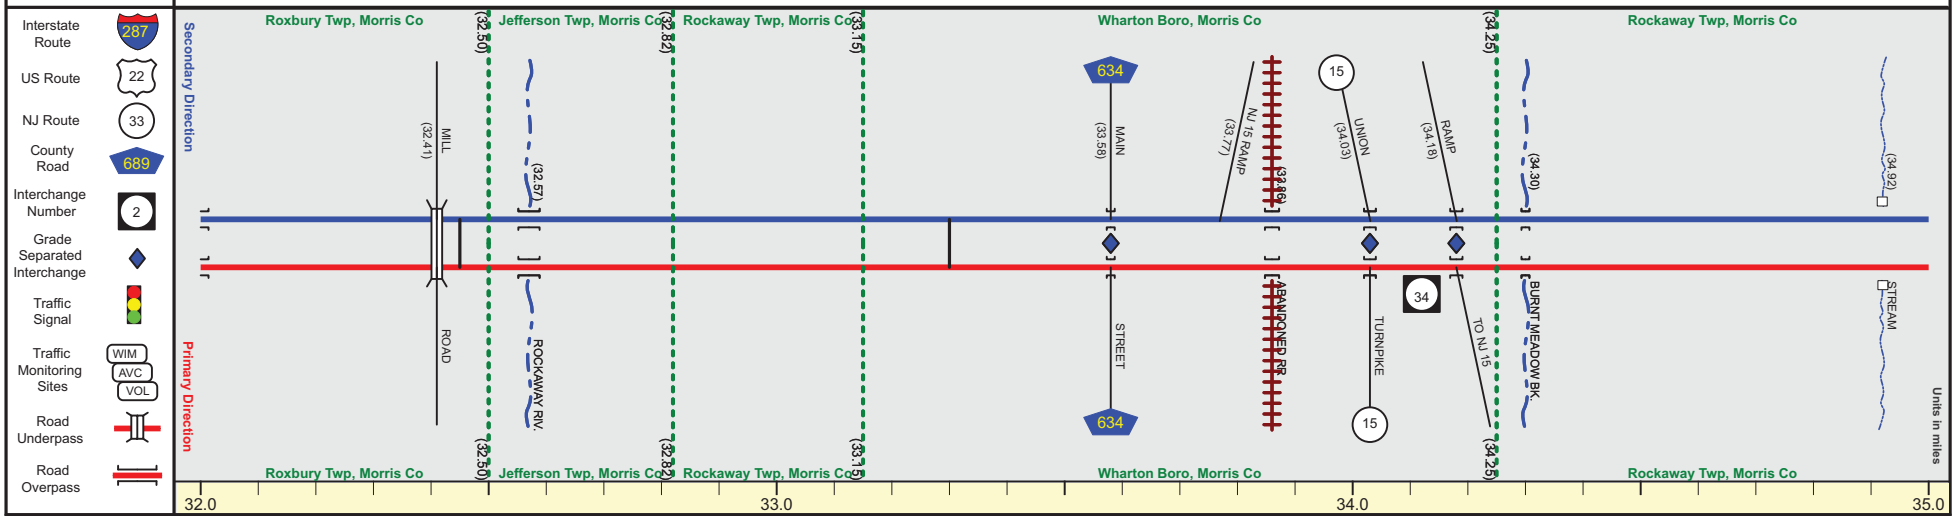 Interstate
Route
287
US Route
22
NJ Route
33
County
Road
689
Interchange
Number
2
Grade
Separated
Interchange
Traffic
Signal
Traffic
Monitoring
Sites
WIM
AVC
VOL
Road
Underpass
Road
Overpass
Secondary Direction
Primary Direction
Roxbury Twp, Morris Co
(32.50)
Jefferson Twp, Morris Co
(32.82)
Rockaway Twp, Morris Co
(33.15)
Wharton Boro, Morris Co
(34.25)
Rockaway Twp, Morris Co
MILL
(32.41)
ROAD
(32.57)
ROCKAWAY RIV.
634
MAIN
(33.58)
STREET
634
NJ 15 RAMP
(33.77)
(33.86)
ABANDONED RR
15
UNION
(34.03)
TURNPIKE
15
RAMP
(34.18)
34
TO NJ 15
(34.30)
BURNT MEADOW BK.
(34.92)
STREAM
Units in miles
Roxbury Twp, Morris Co
(32.50)
Jefferson Twp, Morris Co
(32.82)
Rockaway Twp, Morris Co
(33.15)
Wharton Boro, Morris Co
(34.25)
Rockaway Twp, Morris Co
32.0
33.0
34.0
35.0